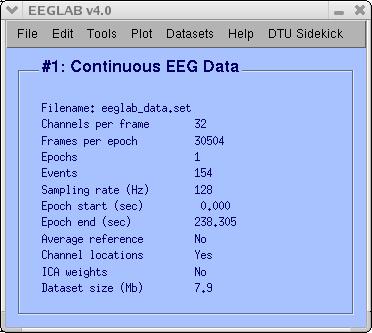 EEGLAB v4.0
File Edit Tools Plot Datasets Help DTU Sidekick
#1: Continuous EEG Data
Filename: eeglab_data.set
Channels per frame 32
Frames per epoch 30504
Epochs 1
Events 154
Sampling rate (Hz) 128
Epoch start (sec) 0.000
Epoch end (sec) 238.305
Average reference No
Channel locations Yes
ICA weights No
Dataset size (Mb) 7.9